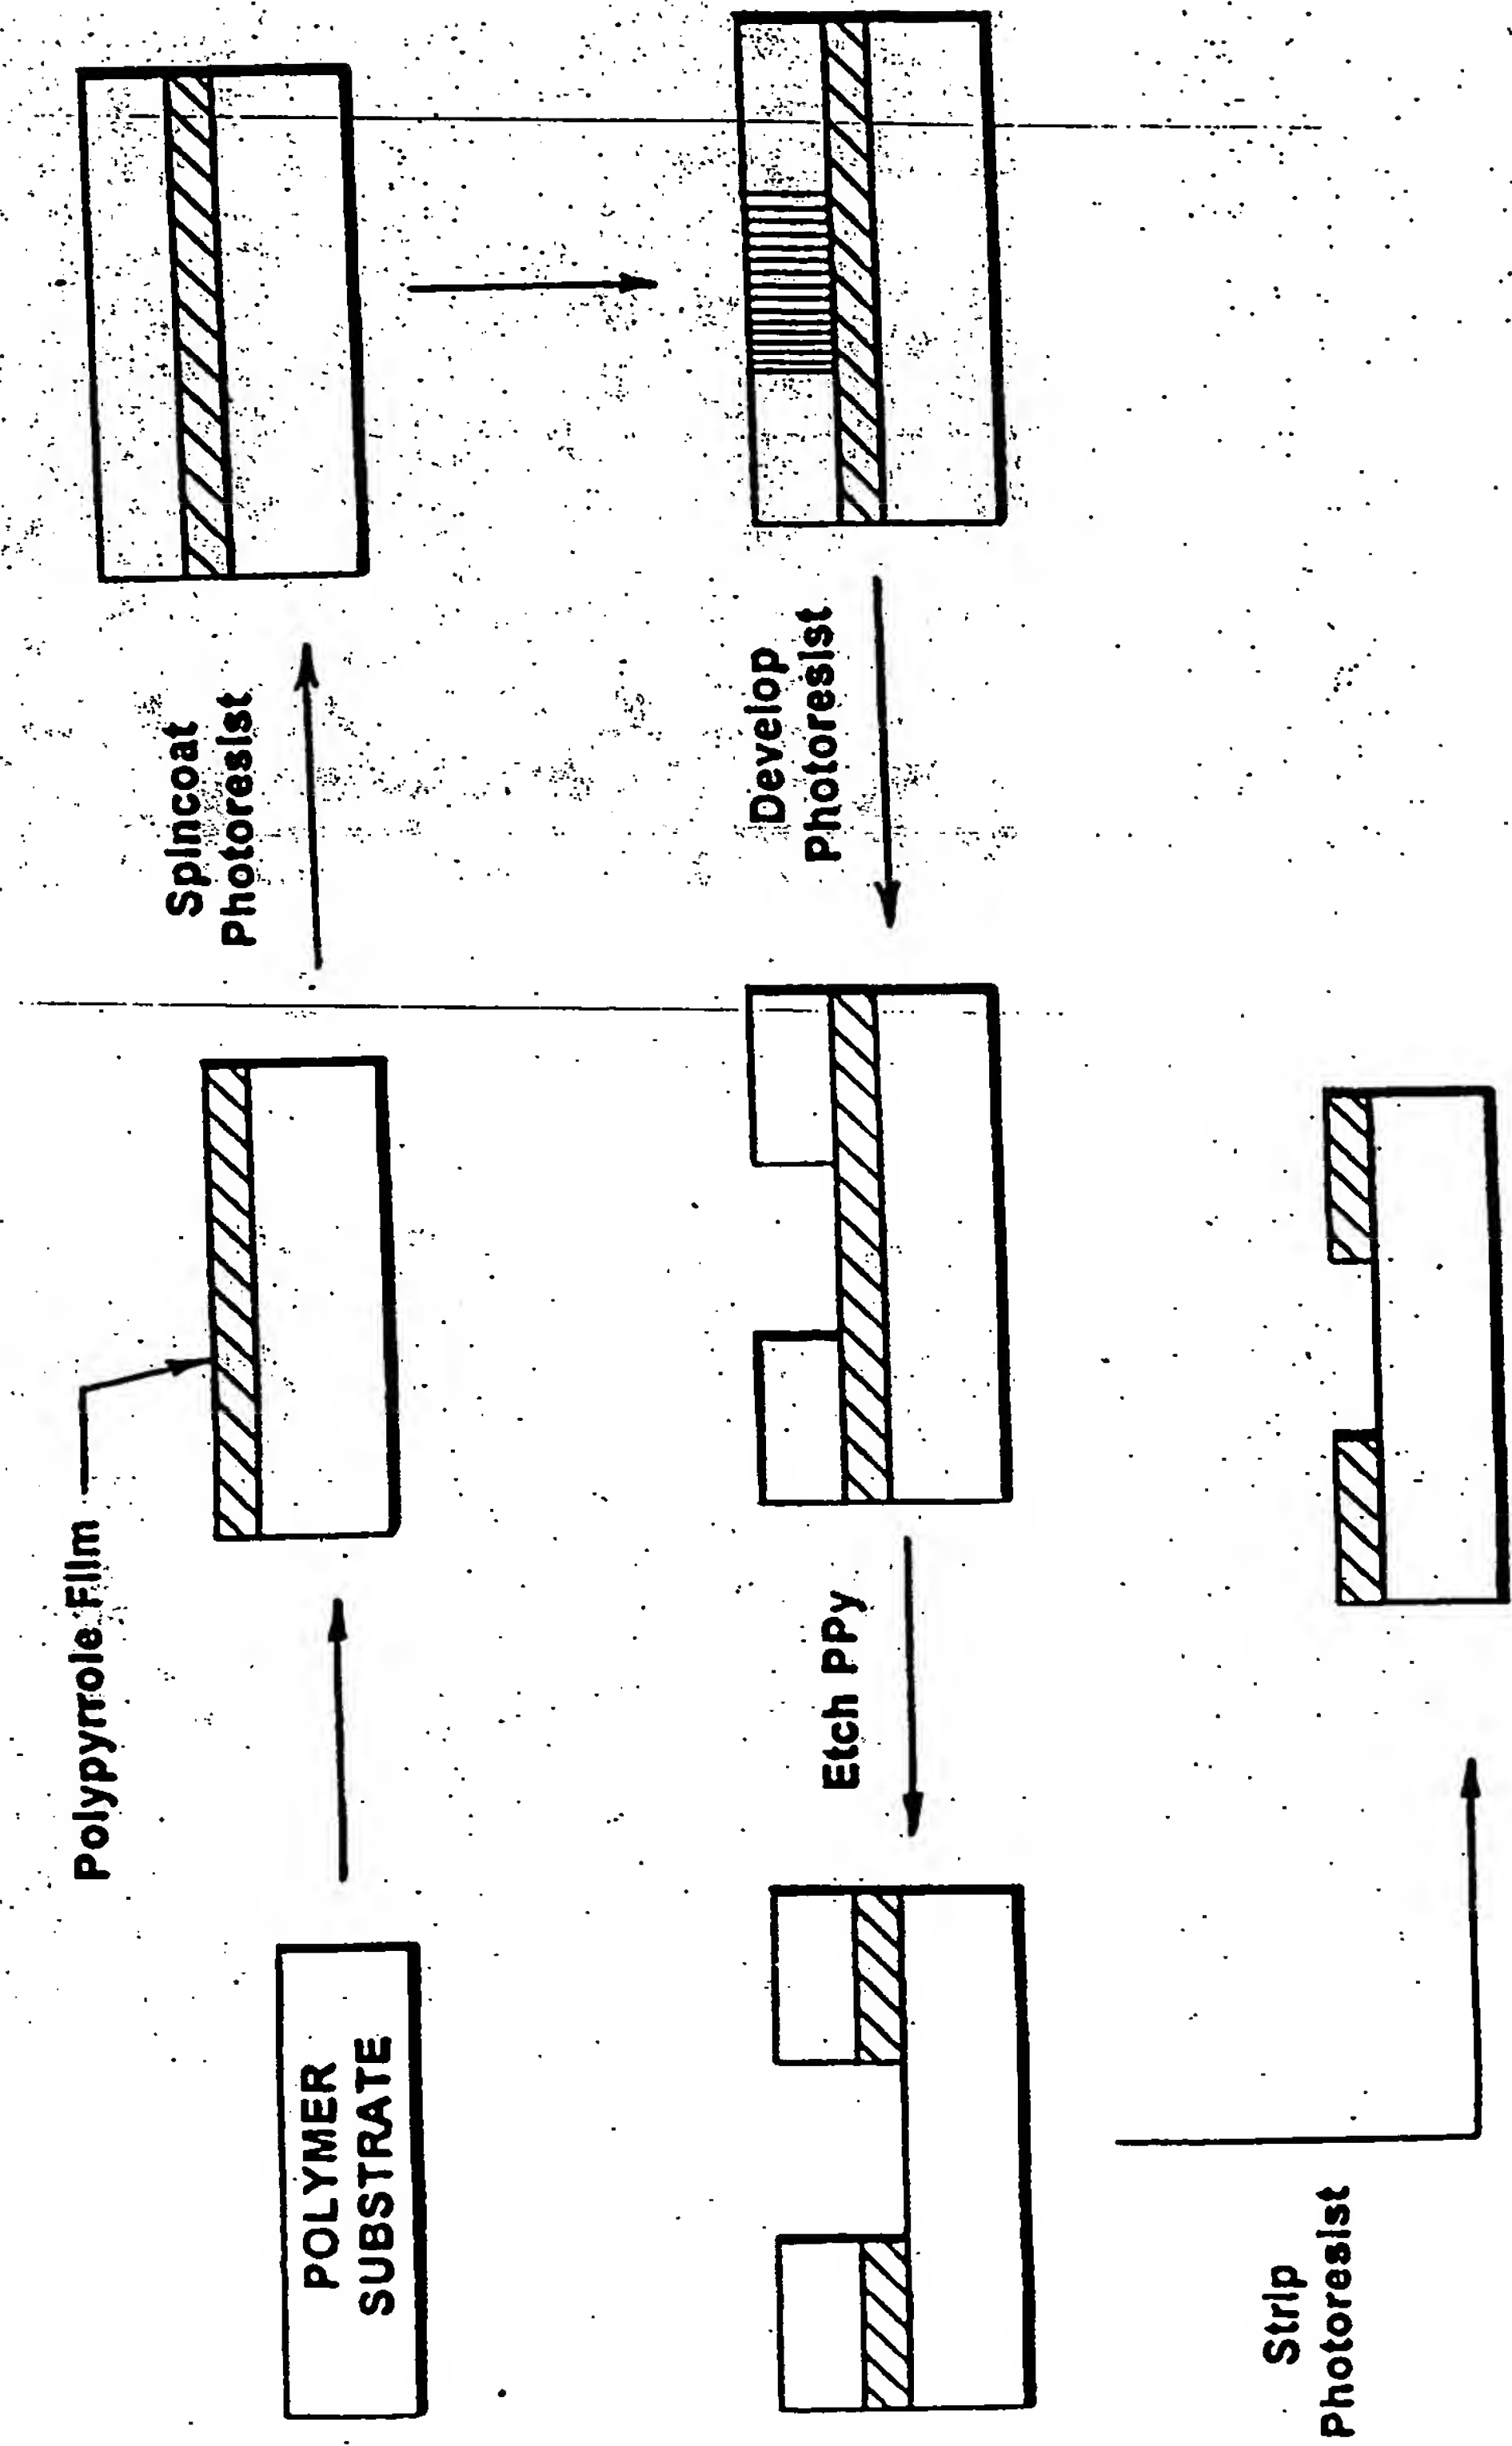 POLYMER
SUBSTRATE
Polypyrrole Film
Spincoat
Photoresist
Develop
Photoresist
Etch PPy
Strip
Photoresist